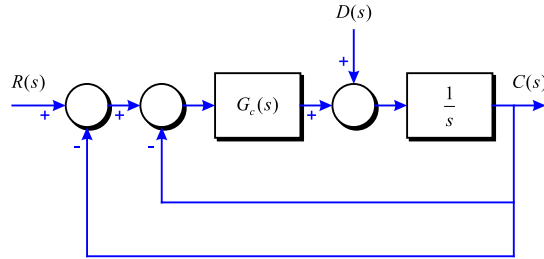 D(s)
R(s)
C(s)
+
+
+
+
G_c(s)
1
s
-
-